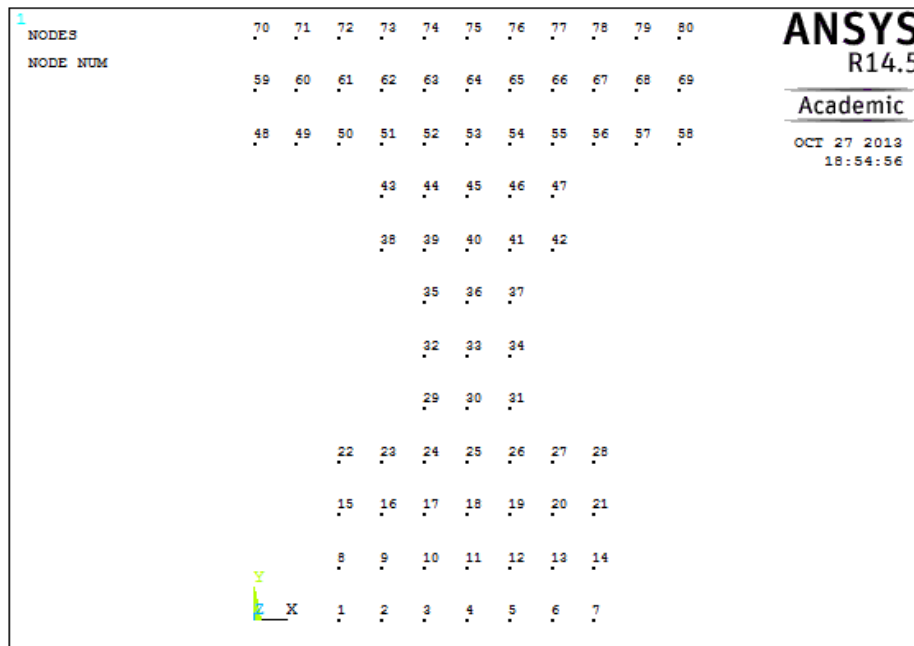 1
NODES
NODE NUM
ANSYS
R14.5
Academic
OCT 27 2013
18:54:56
70 71 72 73 74 75 76 77 78 79 80
59 60 61 62 63 64 65 66 67 68 69
48 49 50 51 52 53 54 55 56 57 58
43 44 45 46 47
38 39 40 41 42
35 36 37
32 33 34
29 30 31
22 23 24 25 26 27 28
15 16 17 18 19 20 21
8 9 10 11 12 13 14
Y
Z X 1 2 3 4 5 6 7